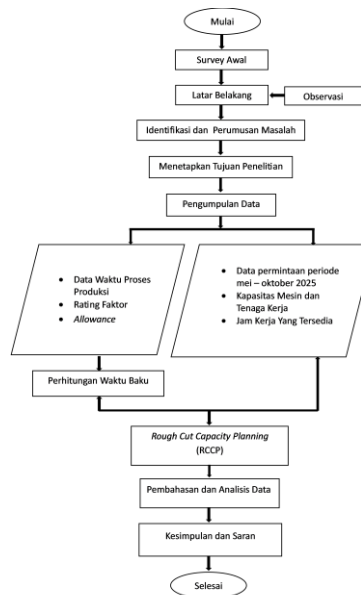 Mulai
Survey Awal
Latar Belakang
Observasi
Identifikasi dan Perumusan Masalah
Menetapkan Tujuan Penelitian
Pengumpulan Data
• Data Waktu Proses
Produksi
• Rating Faktor
• Allowance
• Data permintaan periode
mei – oktober 2025
• Kapasitas Mesin dan
Tenaga Kerja
• Jam Kerja Yang Tersedia
Perhitungan Waktu Baku
Rough Cut Capacity Planning
(RCCP)
Pembahasan dan Analisis Data
Kesimpulan dan Saran
Selesai